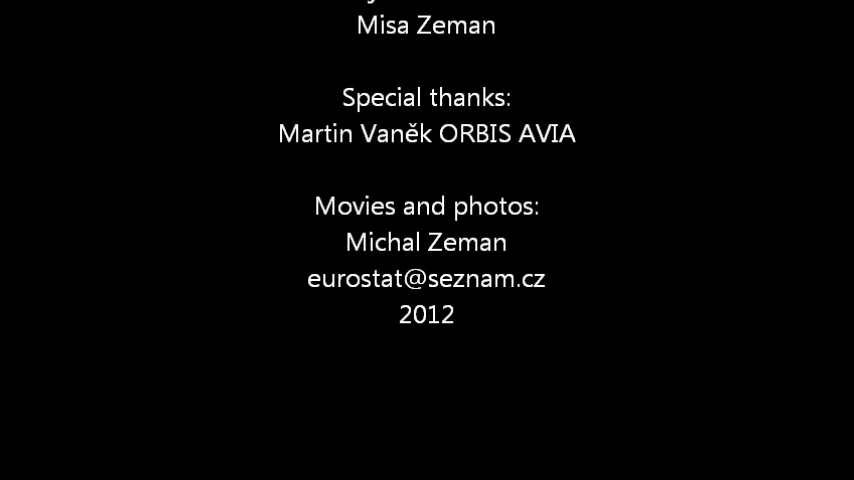 Misa Zeman
Special thanks:
Martin Vaněk ORBIS AVIA
Movies and photos:
Michal Zeman
eurostat@seznam.cz
2012